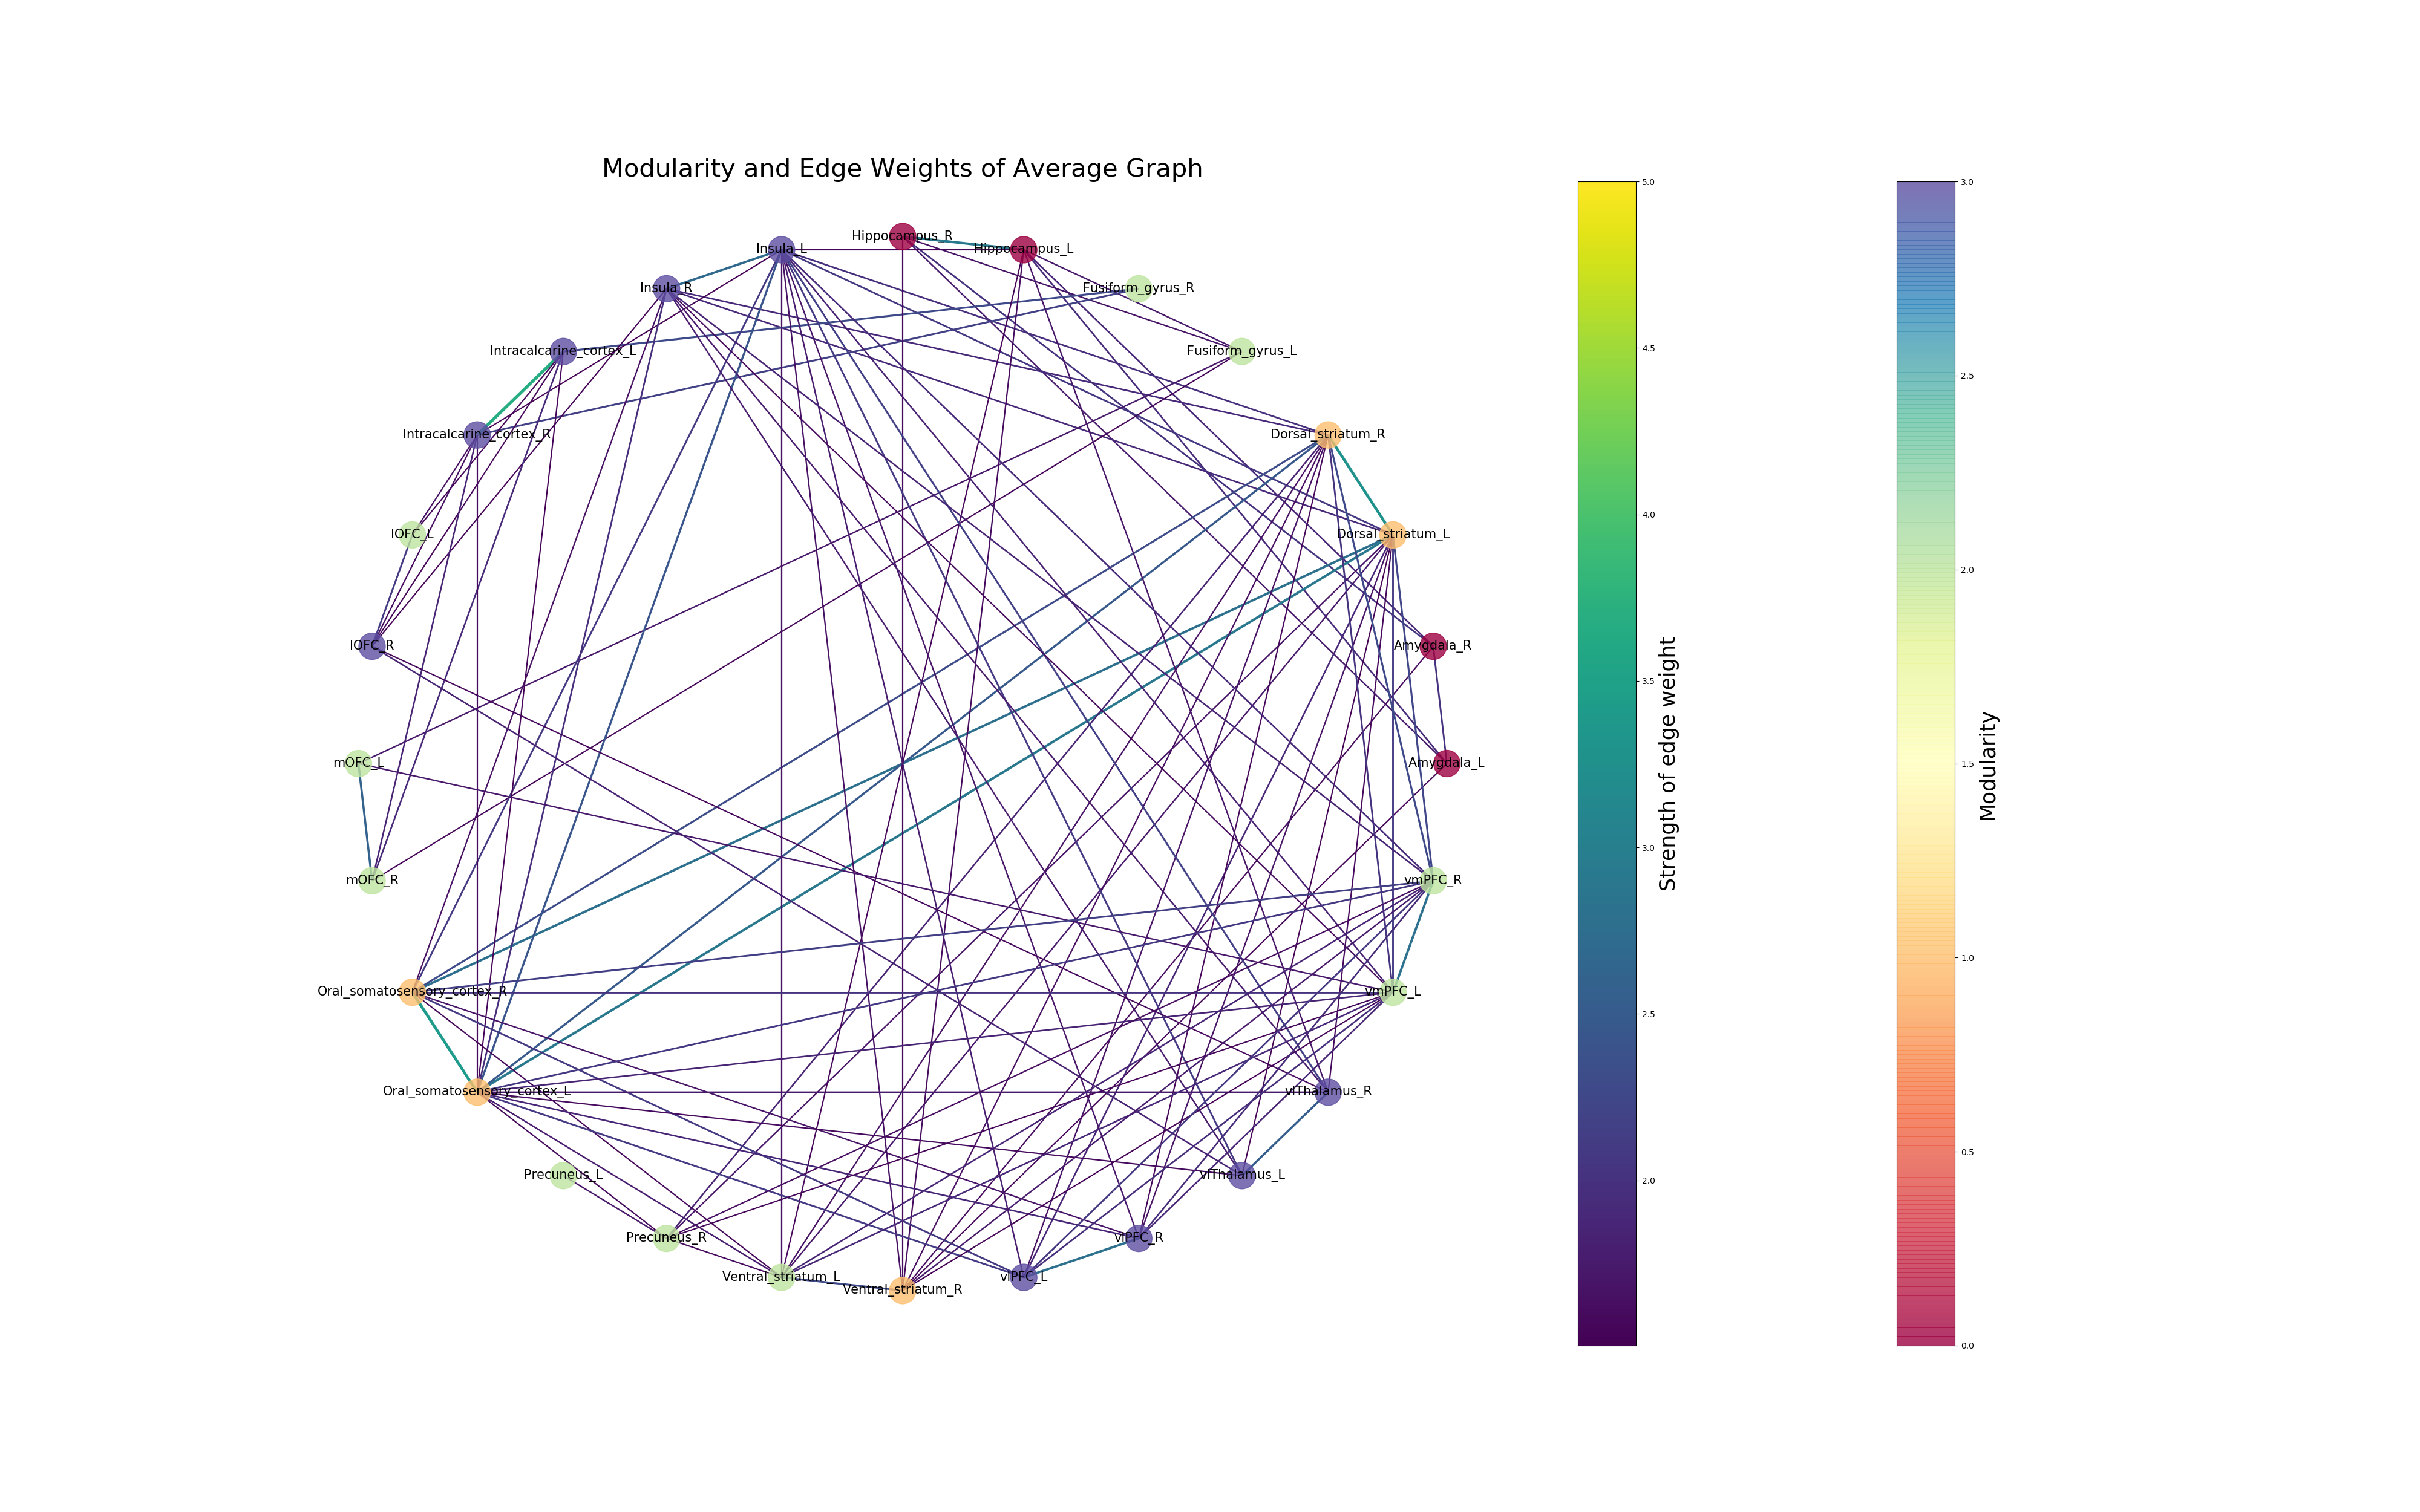 Modularity and Edge Weights of Average Graph
Hippocampus_R
Insula_L
Hippocampus_L
Insula_R
Fusiform_gyrus_R
Intracalcarine_cortex_L
Fusiform_gyrus_L
Intracalcarine_cortex_R
Dorsal_striatum_R
lOFC_L
Dorsal_striatum_L
lOFC_R
Amygdala_R
mOFC_L
Amygdala_L
mOFC_R
vmPFC_R
Oral_somatosensory_cortex_R
vmPFC_L
Oral_somatosensory_cortex_L
vlThalamus_R
Precuneus_L
vlThalamus_L
Precuneus_R
vlPFC_R
Ventral_striatum_L
vlPFC_L
Ventral_striatum_R
5.0
4.5
4.0
3.5
3.0
2.5
2.0
Strength of edge weight
3.0
2.5
2.0
1.5
1.0
0.5
0.0
Modularity